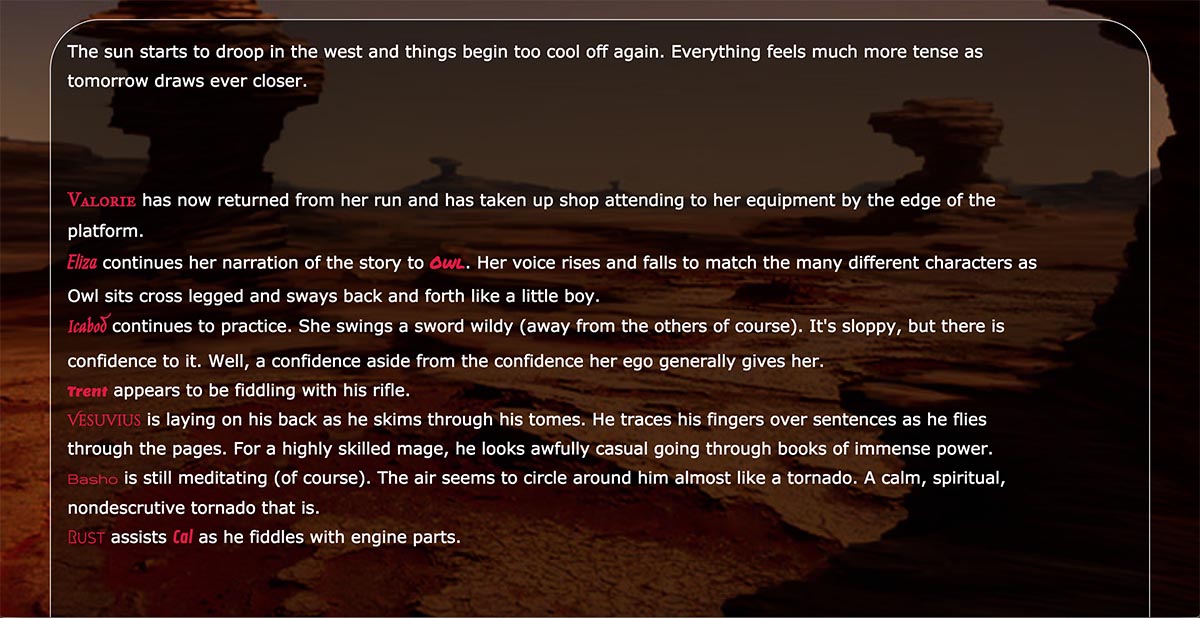 The sun starts to droop in the west and things begin too cool off again. Everything feels much more tense as
tomorrow draws ever closer.
Valorie has now returned from her run and has taken up shop attending to her equipment by the edge of the
platform.
Eliza continues her narration of the story to Owl. Her voice rises and falls to match the many different characters as
Owl sits cross legged and sways back and forth like a little boy.
Icabod continues to practice. She swings a sword wildy (away from the others of course). It's sloppy, but there is
confidence to it. Well, a confidence aside from the confidence her ego generally gives her.
Trent appears to be fiddling with his rifle.
Vesuvius is laying on his back as he skims through his tomes. He traces his fingers over sentences as he flies
through the pages. For a highly skilled mage, he looks awfully casual going through books of immense power.
Basho is still meditating (of course). The air seems to circle around him almost like a tornado. A calm, spiritual,
nondescrutive tornado that is.
Rust assists Cal as he fiddles with engine parts.